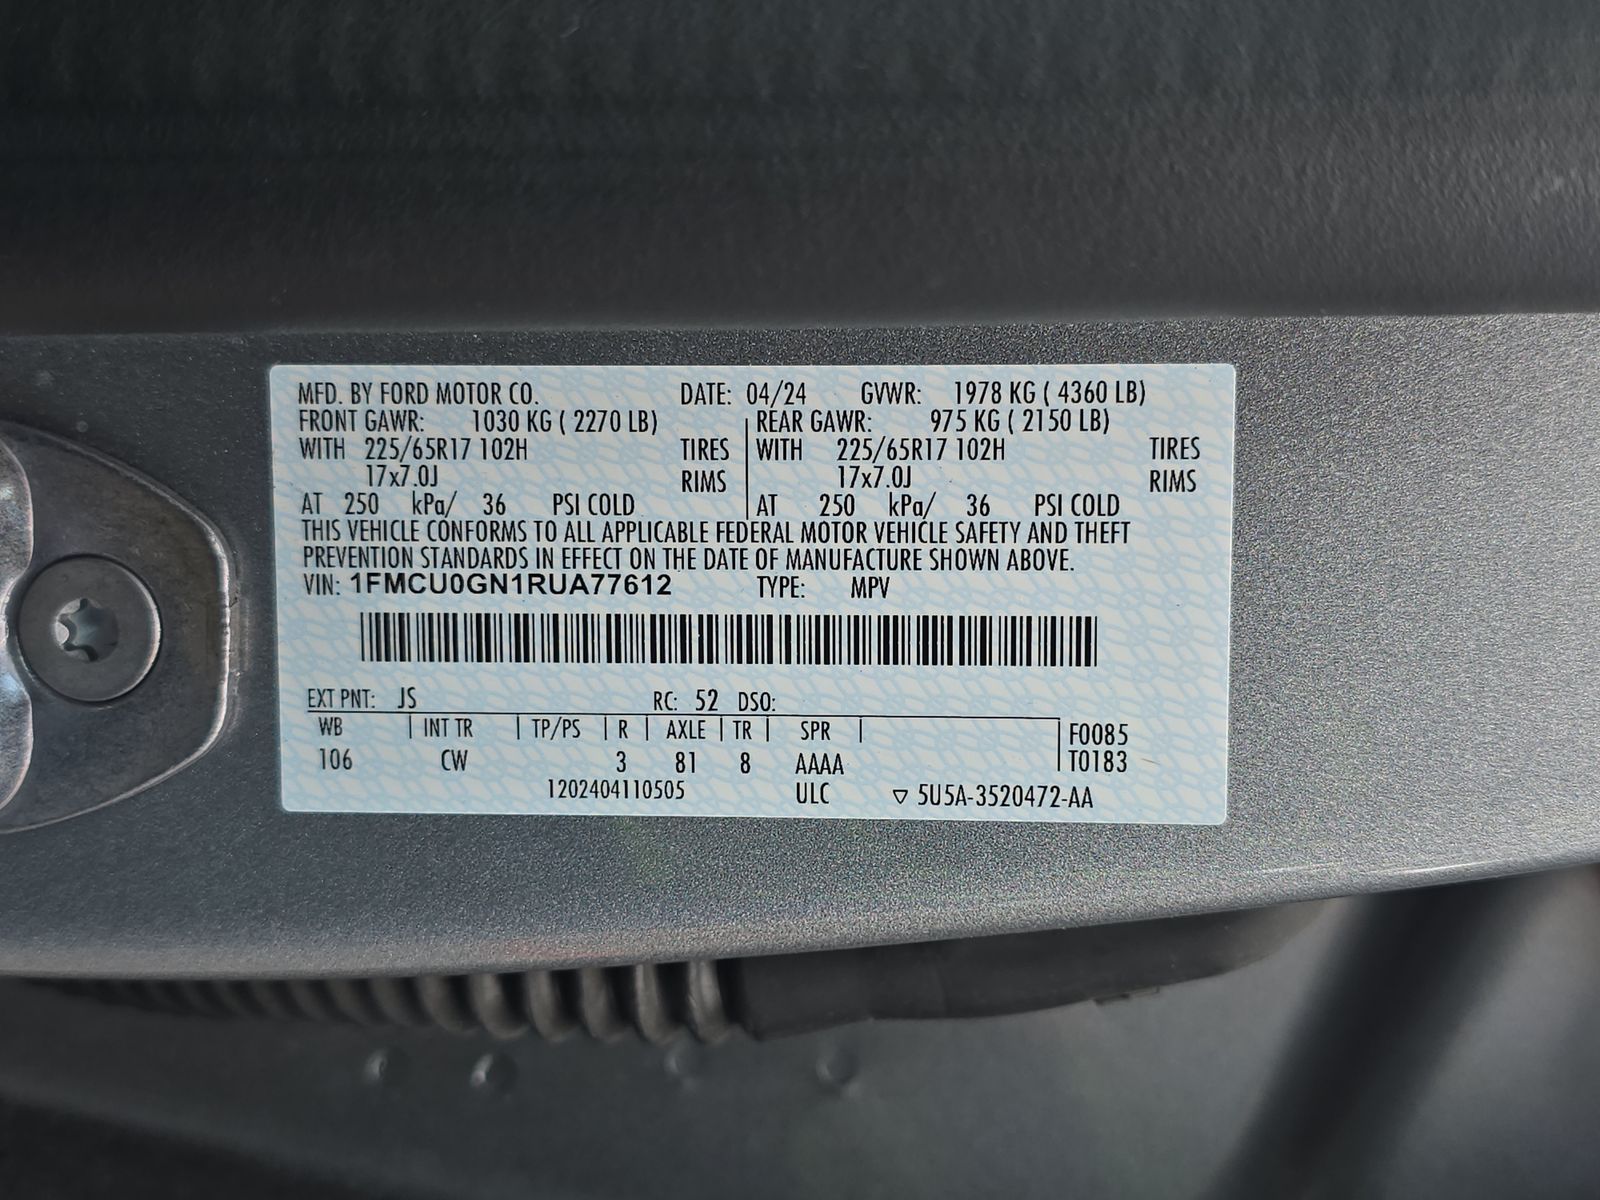 MFD. BY FORD MOTOR CO. DATE: 04/24 GVWR: 1978 KG ( 4360 LB)
FRONT GAWR: 1030 KG ( 2270 LB) REAR GAWR: 975 KG ( 2150 LB)
WITH 225/65R17 102H TIRES WITH 225/65R17 102H TIRES
17x7.0J RIMS 17x7.0J RIMS
AT 250 kPa/ 36 PSI COLD AT 250 kPa/ 36 PSI COLD
THIS VEHICLE CONFORMS TO ALL APPLICABLE FEDERAL MOTOR VEHICLE SAFETY AND THEFT
PREVENTION STANDARDS IN EFFECT ON THE DATE OF MANUFACTURE SHOWN ABOVE.
VIN: 1FMCU0GN1RUA77612 TYPE: MPV
EXT PNT: JS RC: 52 DSO:
WB INT TR TP/PS R AXLE TR SPR F0085
106 CW 3 81 8 AAAA T0183
1202404110505 ULC ▽ 5U5A-3520472-AA